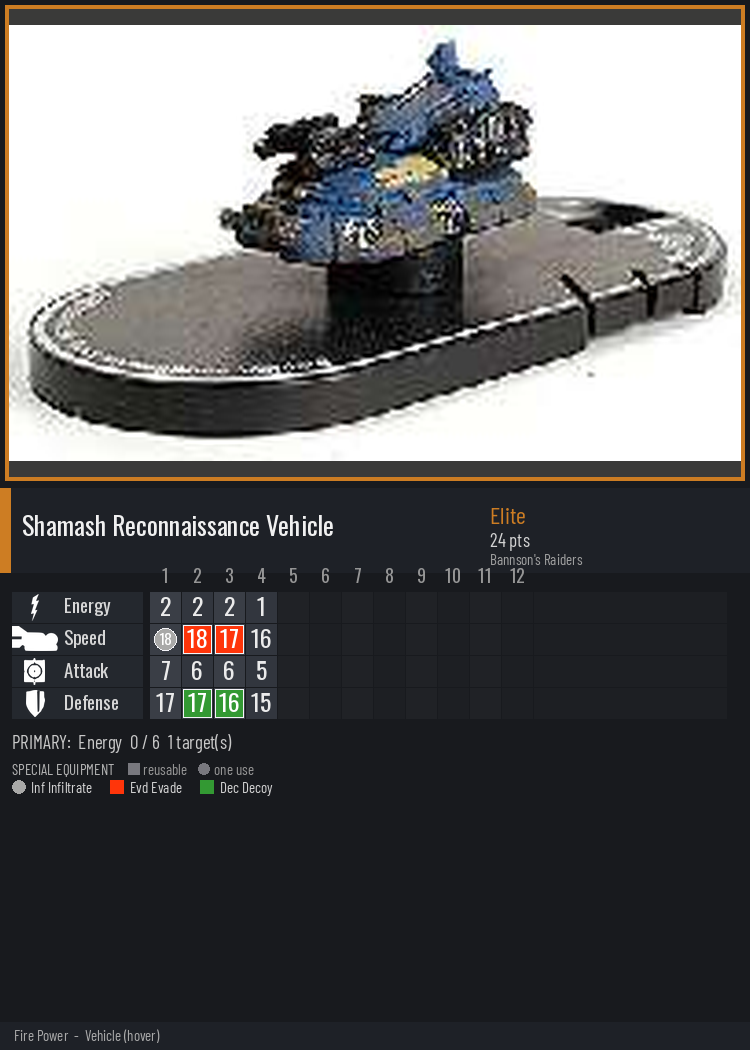 Shamash Reconnaissance Vehicle
Elite
24 pts
Bannson's Raiders
1 2 3 4 5 6 7 8 9 10 11 12
Energy 2 2 2 1
Speed 18 18 17 16
Attack 7 6 6 5
Defense 17 17 16 15
PRIMARY: Energy 0 / 6 1 target(s)
SPECIAL EQUIPMENT reusable one use
Inf Infiltrate Evd Evade Dec Decoy
Fire Power - Vehicle (hover)